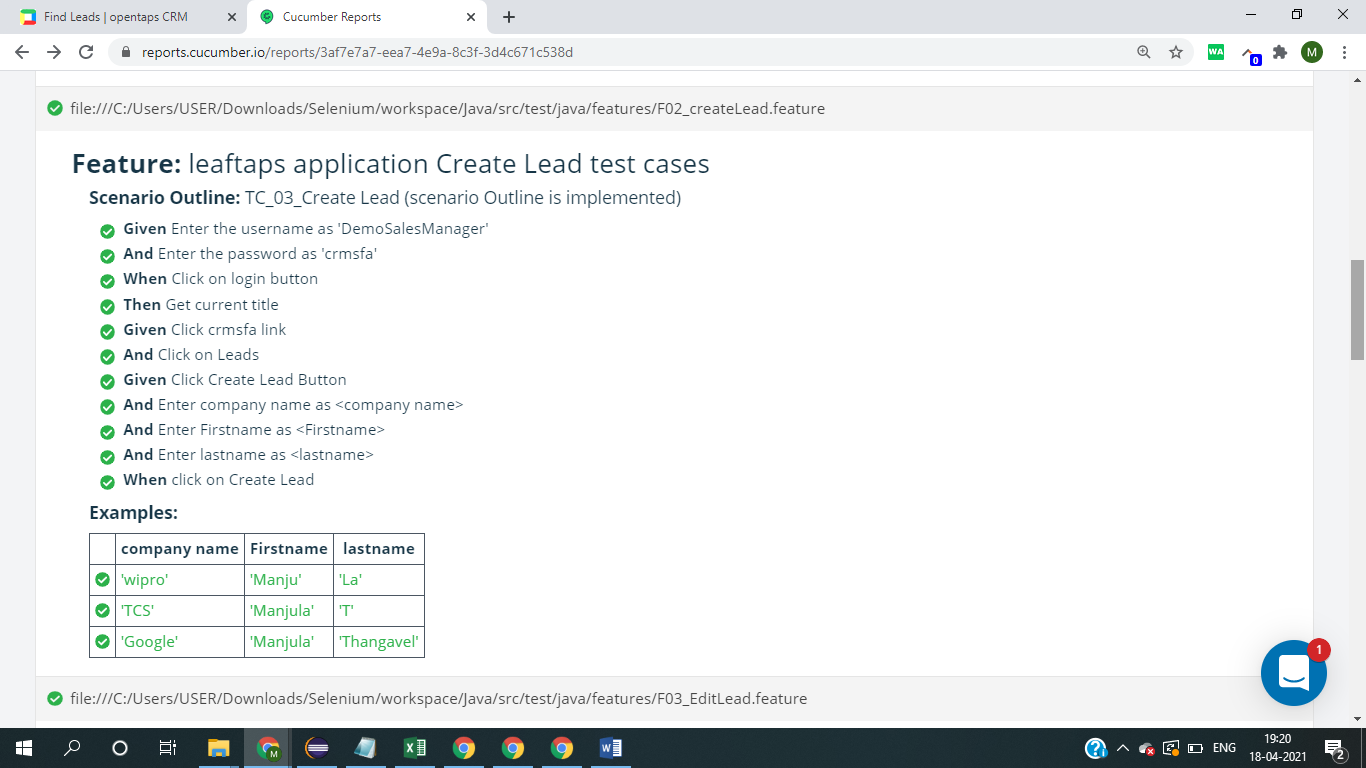 Find Leads | opentaps CRM
Cucumber Reports
reports.cucumber.io/reports/3af7e7a7-eea7-4e9a-8c3f-3d4c671c538d
WA
0
M
file:///C:/Users/USER/Downloads/Selenium/workspace/Java/src/test/java/features/F02_createLead.feature
Feature: leaftaps application Create Lead test cases
Scenario Outline: TC_03_Create Lead (scenario Outline is implemented)
Given Enter the username as 'DemoSalesManager'
And Enter the password as 'crmsfa'
When Click on login button
Then Get current title
Given Click crmsfa link
And Click on Leads
Given Click Create Lead Button
And Enter company name as <company name>
And Enter Firstname as <Firstname>
And Enter lastname as <lastname>
When click on Create Lead
Examples:
company name Firstname lastname
'wipro' 'Manju' 'La'
'TCS' 'Manjula' 'T'
'Google' 'Manjula' 'Thangavel'
1
file:///C:/Users/USER/Downloads/Selenium/workspace/Java/src/test/java/features/F03_EditLead.feature
M
ENG
19:20
18-04-2021
2